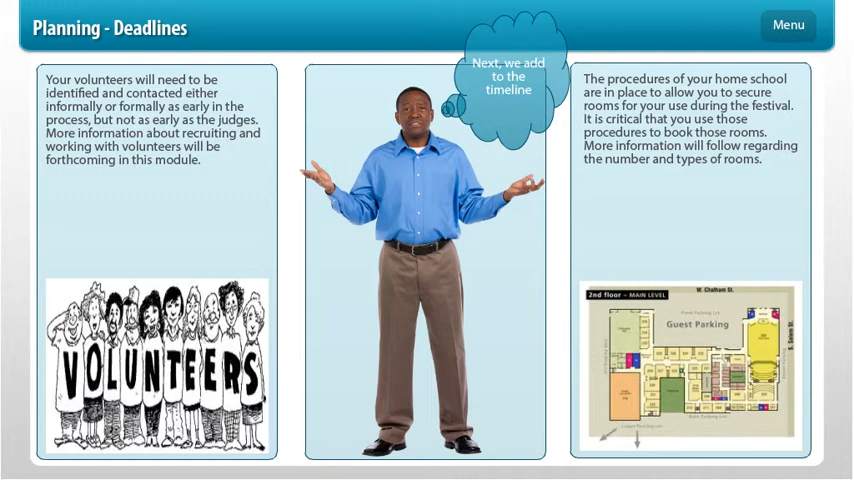 Planning - Deadlines
Menu
Your volunteers will need to be
identified and contacted either
informally or formally as early in the
process, but not as early as the judges.
More information about recruiting and
working with volunteers will be
forthcoming in this module.
Next, we add
to the
timeline
The procedures of your home school
are in place to allow you to secure
rooms for your use during the festival.
It is critical that you use those
procedures to book those rooms.
More information will follow regarding
the number and types of rooms.
VOLUNTEERS
2nd floor – MAIN LEVEL
W. Chatham St.
Guest Parking
S. Salem St.